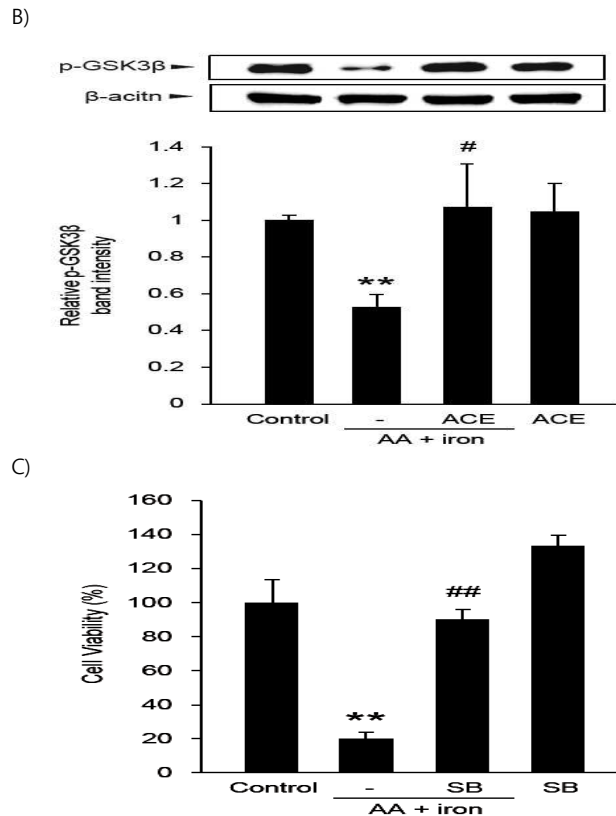 B)
p-GSK3β
β-acitn
Relative p-GSK3β
band intensity
1.4
1.2
1
0.8
0.6
0.4
0.2
0
**
#
Control - ACE ACE
AA + iron
C)
Cell Viability (%)
160
140
120
100
80
60
40
20
0
**
##
Control - SB SB
AA + iron